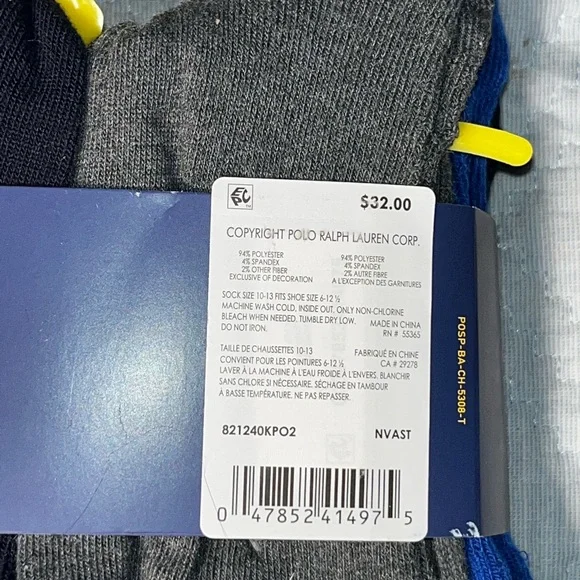 $32.00
COPYRIGHT POLO RALPH LAUREN CORP.
94% POLYESTER
4% SPANDEX
2% OTHER FIBER
EXCLUSIVE OF DECORATION
94% POLYESTER
4% SPANDEX
2% AUTRE FIBRE
A L'EXCEPTION DES GARNITURES
SOCK SIZE 10-13 FITS SHOE SIZE 6-12 ½
MACHINE WASH COLD, INSIDE OUT, ONLY NON-CHLORINE
BLEACH WHEN NEEDED. TUMBLE DRY LOW.
DO NOT IRON.
MADE IN CHINA
RN # 55365
TAILLE DE CHAUSSETTES 10-13
CONVIENT POUR LES POINTURES 6-12 ½
FABRIQUÉ EN CHINE
CA # 29278
LAVER À LA MACHINE À L'EAU FROIDE À L'ENVERS. BLANCHIR
SANS CHLORE SI NÉCESSAIRE. SÉCHAGE EN TAMBOUR
À BASSE TEMPÉRATURE. NE PAS REPASSER.
821240KPO2 NVAST
0 47852 41497 5
POSP-BA-CH-5308-T